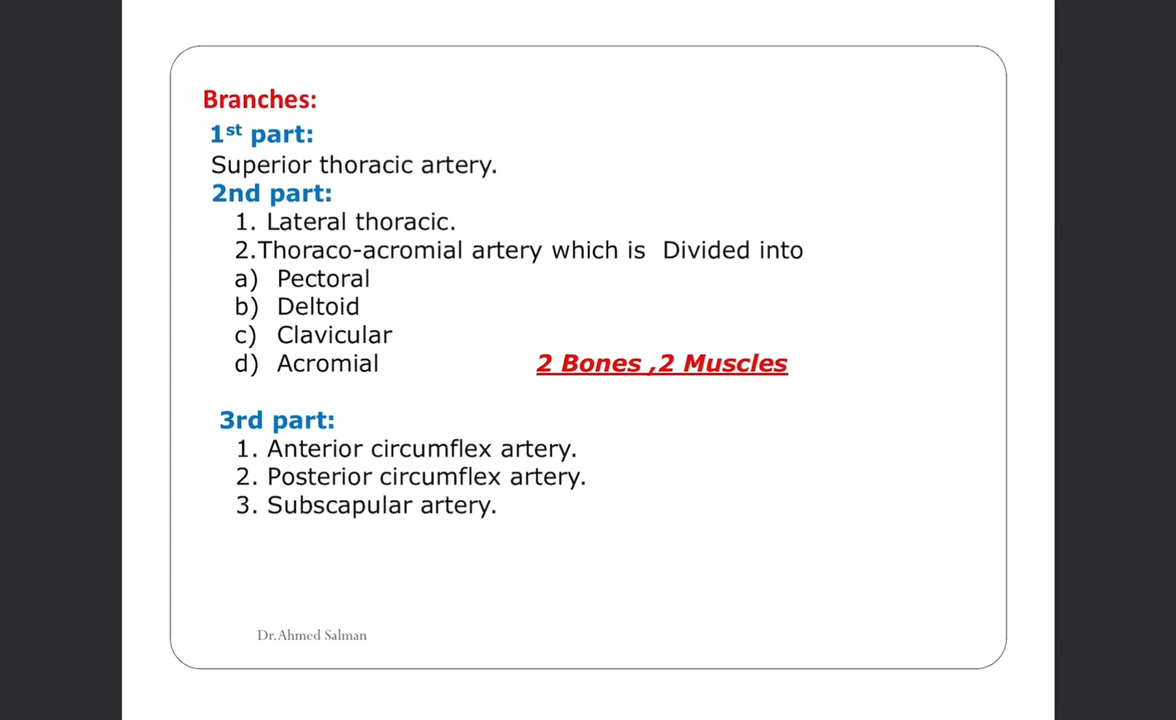 Branches:
1st part:
Superior thoracic artery.
2nd part:
1. Lateral thoracic.
2.Thoraco-acromial artery which is  Divided into
a)  Pectoral
b)  Deltoid
c)  Clavicular
d)  Acromial
2 Bones ,2 Muscles
3rd part:
1. Anterior circumflex artery.
2. Posterior circumflex artery.
3. Subscapular artery.
Dr.Ahmed Salman